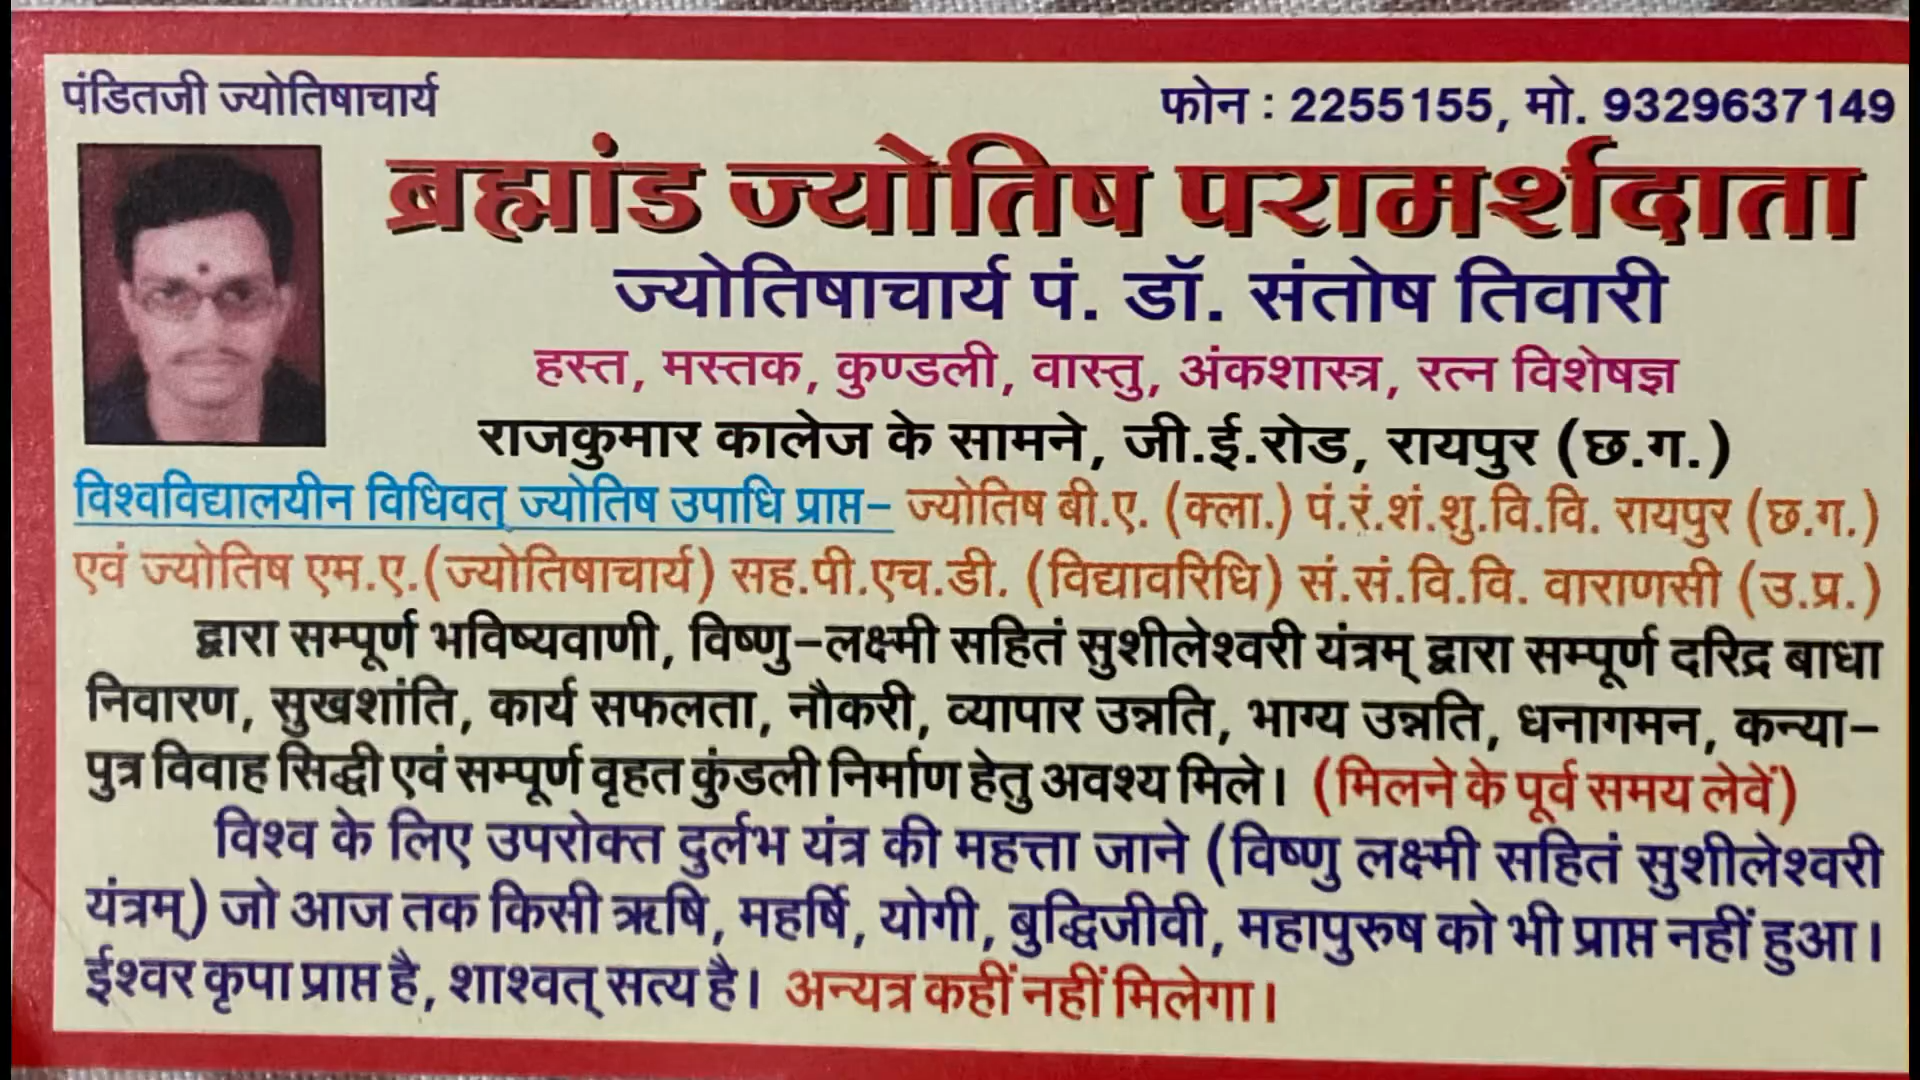 पंडितजी ज्योतिषाचार्य
फोन : 2255155, मो. 9329637149
ब्रह्मांड ज्योतिष परामर्शदाता
ज्योतिषाचार्य पं. डॉ. संतोष तिवारी
हस्त, मस्तक, कुण्डली, वास्तु, अंकशास्त्र, रत्न विशेषज्ञ
राजकुमार कालेज के सामने, जी.ई.रोड, रायपुर (छ.ग.)
विश्वविद्यालयीन विधिवत् ज्योतिष उपाधि प्राप्त- ज्योतिष बी.ए. (क्ला.) पं.रं.शं.शु.वि.वि. रायपुर (छ.ग.)
एवं ज्योतिष एम.ए.(ज्योतिषाचार्य) सह.पी.एच.डी. (विद्यावरिधि) सं.सं.वि.वि. वाराणसी (उ.प्र.)
द्वारा सम्पूर्ण भविष्यवाणी, विष्णु-लक्ष्मी सहितं सुशीलेश्वरी यंत्रम् द्वारा सम्पूर्ण दरिद्र बाधा
निवारण, सुखशांति, कार्य सफलता, नौकरी, व्यापार उन्नति, भाग्य उन्नति, धनागमन, कन्या-
पुत्र विवाह सिद्धी एवं सम्पूर्ण वृहत कुंडली निर्माण हेतु अवश्य मिले। (मिलने के पूर्व समय लेवें)
विश्व के लिए उपरोक्त दुर्लभ यंत्र की महत्ता जाने (विष्णु लक्ष्मी सहितं सुशीलेश्वरी
यंत्रम्) जो आज तक किसी ऋषि, महर्षि, योगी, बुद्धिजीवी, महापुरुष को भी प्राप्त नहीं हुआ।
ईश्वर कृपा प्राप्त है, शाश्वत् सत्य है। अन्यत्र कहीं नहीं मिलेगा।